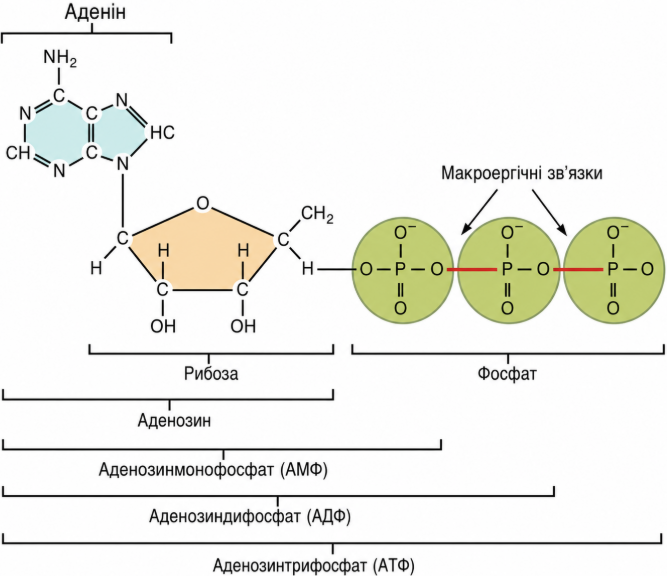 Аденін
NH₂
C
N
C
N
HC
CH
N
C
N
Макроергічні зв'язки
O
CH₂
O⁻
O⁻
O⁻
C
H
H
C
H
H
O
P
O
P
O
P
O
C
C
O
O
O
OH
OH
Рибоза
Фосфат
Аденозин
Аденозинмонофосфат (АМФ)
Аденозиндифосфат (АДФ)
Аденозинтрифосфат (АТФ)